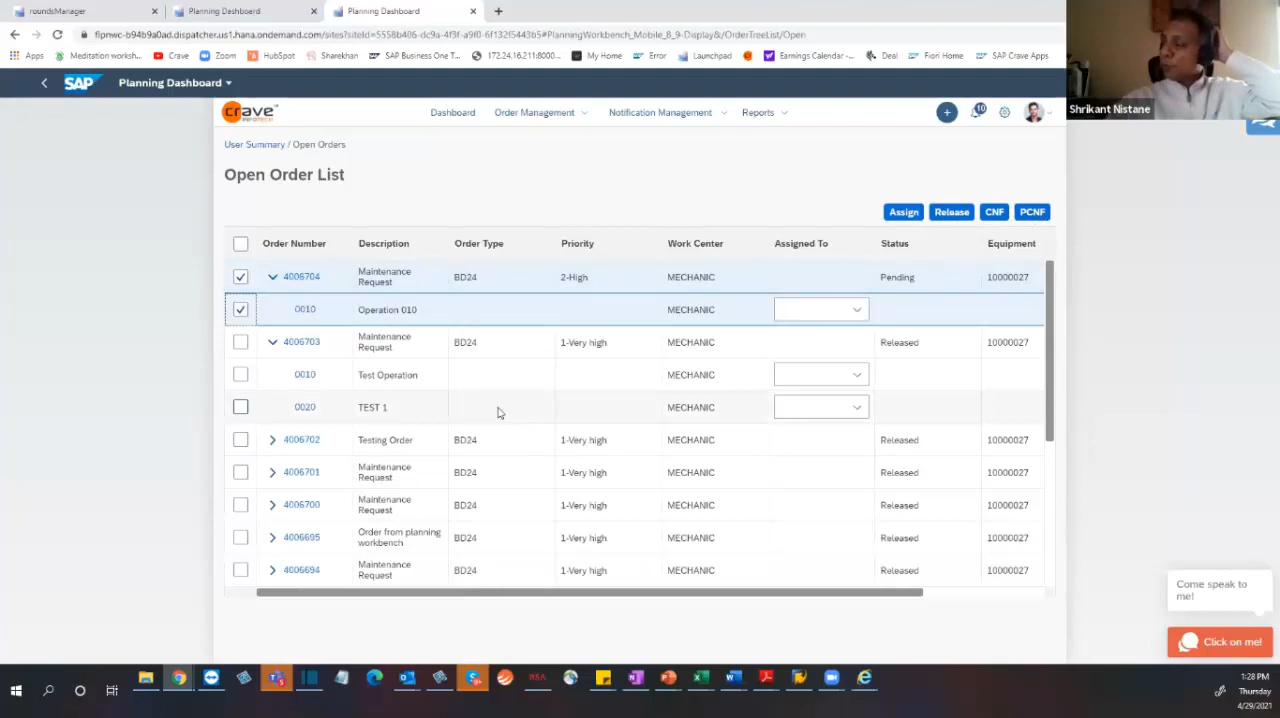 roundsManager
Planning Dashboard
Planning Dashboard
flpnwc-b94b9a0ad.dispatcher.us1.hana.ondemand.com/sites?siteId=5558b406-dc9a-4f3f-a9f0-6f132f5443b5#PlanningWorkbench_Mobile_8_9-Display&/OrderTreeList/Open
Apps
Meditation worksh...
Crave
Zoom
HubSpot
Sharekhan
SAP Business One T...
172.24.16.211:8000...
My Home
Error
Launchpad
Earnings Calendar -...
Deal
Fiori Home
SAP Crave Apps
SAP
Planning Dashboard
Shrikant Nistane
crave
INFOTECH
Dashboard
Order Management
Notification Management
Reports
10
User Summary / Open Orders
Open Order List
Assign
Release
CNF
PCNF
Order Number Description Order Type Priority Work Center Assigned To Status Equipment
4006704 Maintenance Request BD24 2-High MECHANIC Pending 10000027
0010 Operation 010 MECHANIC
4006703 Maintenance Request BD24 1-Very high MECHANIC Released 10000027
0010 Test Operation MECHANIC
0020 TEST 1 MECHANIC
4006702 Testing Order BD24 1-Very high MECHANIC Released 10000027
4006701 Maintenance Request BD24 1-Very high MECHANIC Released 10000027
4006700 Maintenance Request BD24 1-Very high MECHANIC Released 10000027
4006695 Order from planning workbench BD24 1-Very high MECHANIC Released 10000027
4006694 Maintenance Request BD24 1-Very high MECHANIC Released 10000027
Come speak to
me!
Click on me!
1:28 PM
Thursday
4/29/2021